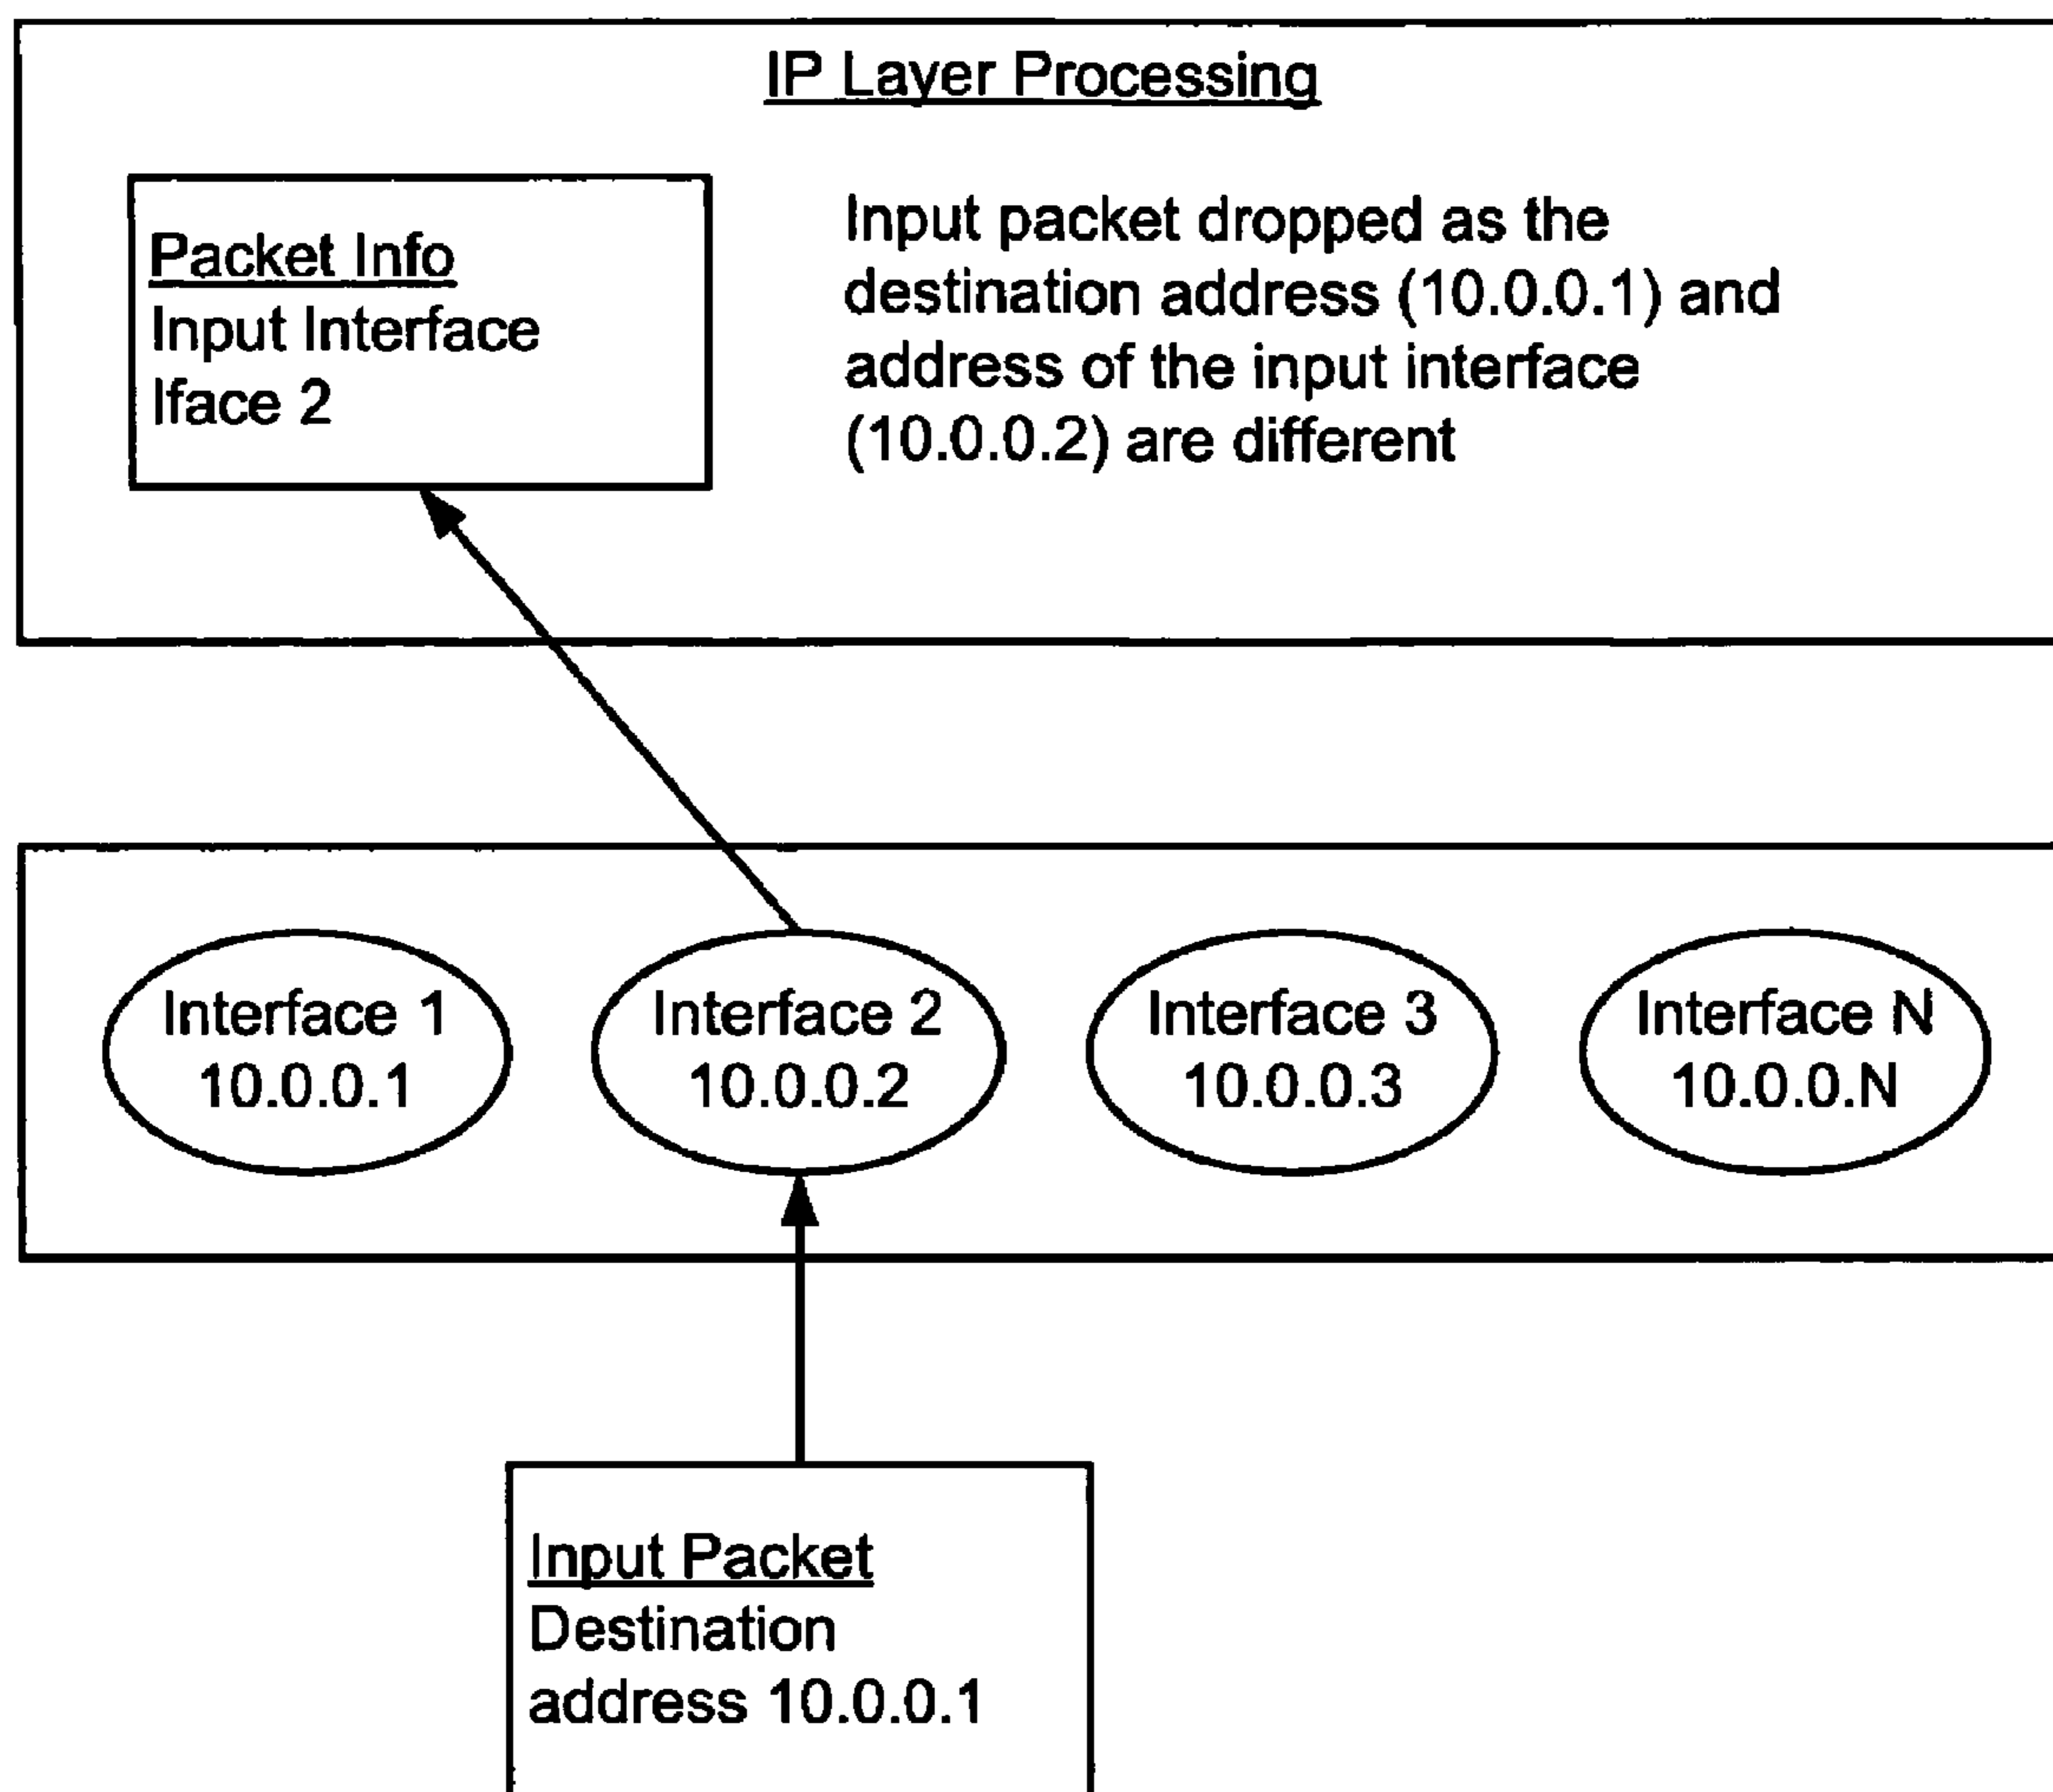 IP Layer Processing
Packet Info
Input Interface
Iface 2
Input packet dropped as the
destination address (10.0.0.1) and
address of the input interface
(10.0.0.2) are different
Interface 1
10.0.0.1
Interface 2
10.0.0.2
Interface 3
10.0.0.3
Interface N
10.0.0.N
Input Packet
Destination
address 10.0.0.1